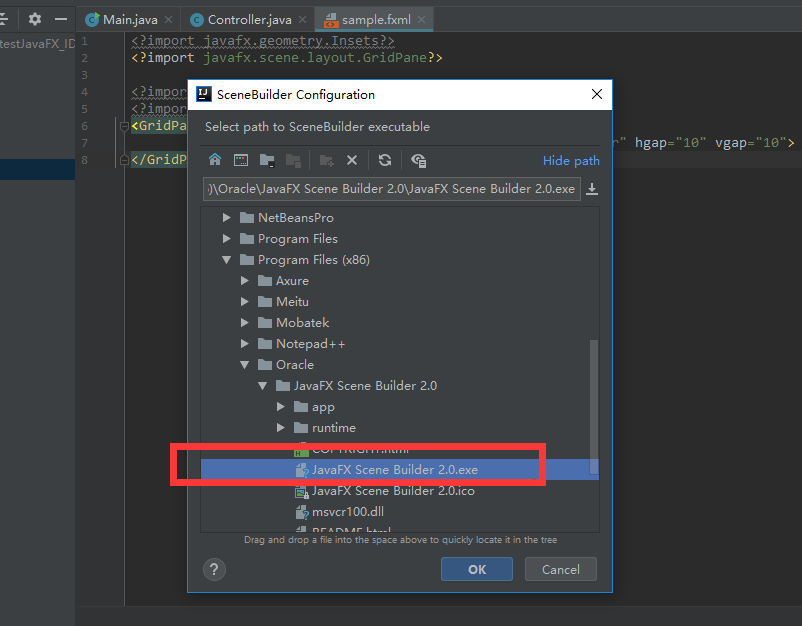 Main.java
Controller.java
sample.fxml
testJavaFX_ID
1 <?import javafx.geometry.Insets?>
2 <?import javafx.scene.layout.GridPane?>
3
4 <?impor
5 <?impor
6 <GridPa
7 " hgap="10" vgap="10">
8 </GridP
SceneBuilder Configuration
Select path to SceneBuilder executable
Hide path
)\Oracle\JavaFX Scene Builder 2.0\JavaFX Scene Builder 2.0.exe
NetBeansPro
Program Files
Program Files (x86)
Axure
Meitu
Mobatek
Notepad++
Oracle
JavaFX Scene Builder 2.0
app
runtime
COPYRIGHT.html
JavaFX Scene Builder 2.0.exe
JavaFX Scene Builder 2.0.ico
msvcr100.dll
README.html
Drag and drop a file into the space above to quickly locate it in the tree
?
OK
Cancel